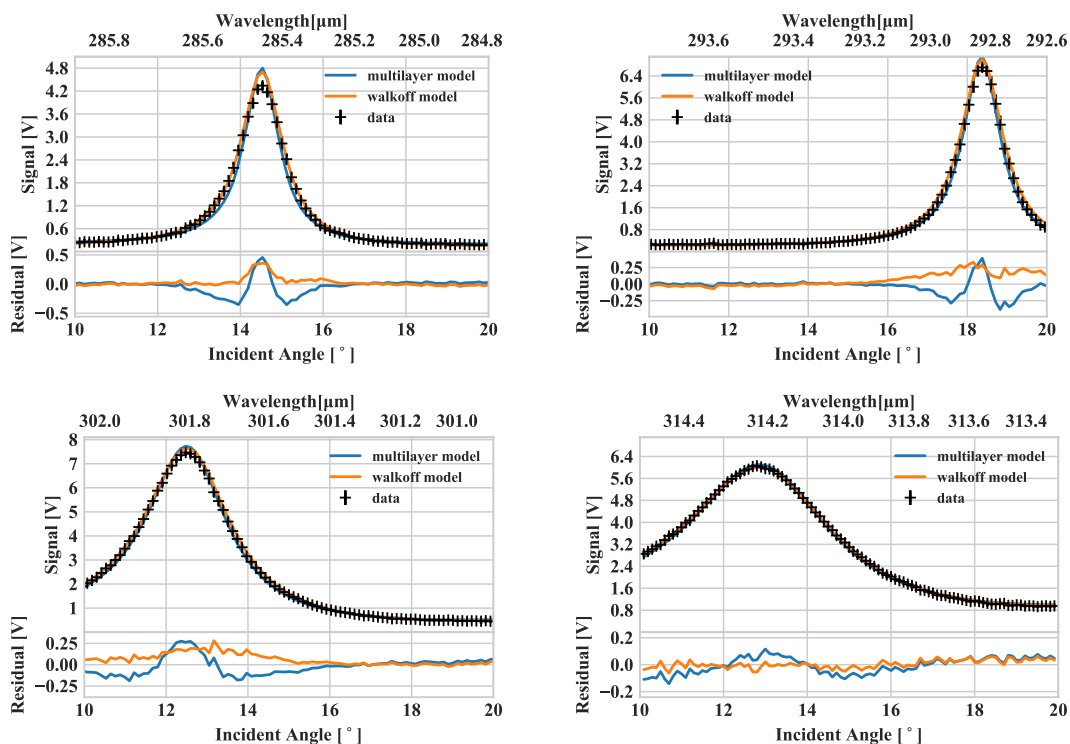 Wavelength[µm]
285.8 285.6 285.4 285.2 285.0 284.8
4.8
3.6
3.0
2.4
1.8
1.2
0.6
4.2
Signal [V]
multilayer model
walkoff model
data
0.5
0.0
−0.5
Residual [V]
10 12 14 16 18 20
Incident Angle [ ° ]
Wavelength[µm]
293.6 293.4 293.2 293.0 292.8 292.6
6.4
5.6
4.8
4.0
3.2
2.4
1.6
0.8
Signal [V]
multilayer model
walkoff model
data
0.25
0.00
−0.25
Residual [V]
10 12 14 16 18 20
Incident Angle [ ° ]
Wavelength[µm]
302.0 301.8 301.6 301.4 301.2 301.0
8
7
6
5
4
3
2
1
Signal [V]
multilayer model
walkoff model
data
0.25
0.00
−0.25
Residual [V]
10 12 14 16 18 20
Incident Angle [ ° ]
Wavelength[µm]
314.4 314.2 314.0 313.8 313.6 313.4
6.4
5.6
4.8
4.0
3.2
2.4
1.6
0.8
Signal [V]
multilayer model
walkoff model
data
0.2
0.0
−0.2
Residual [V]
10 12 14 16 18 20
Incident Angle [ ° ]